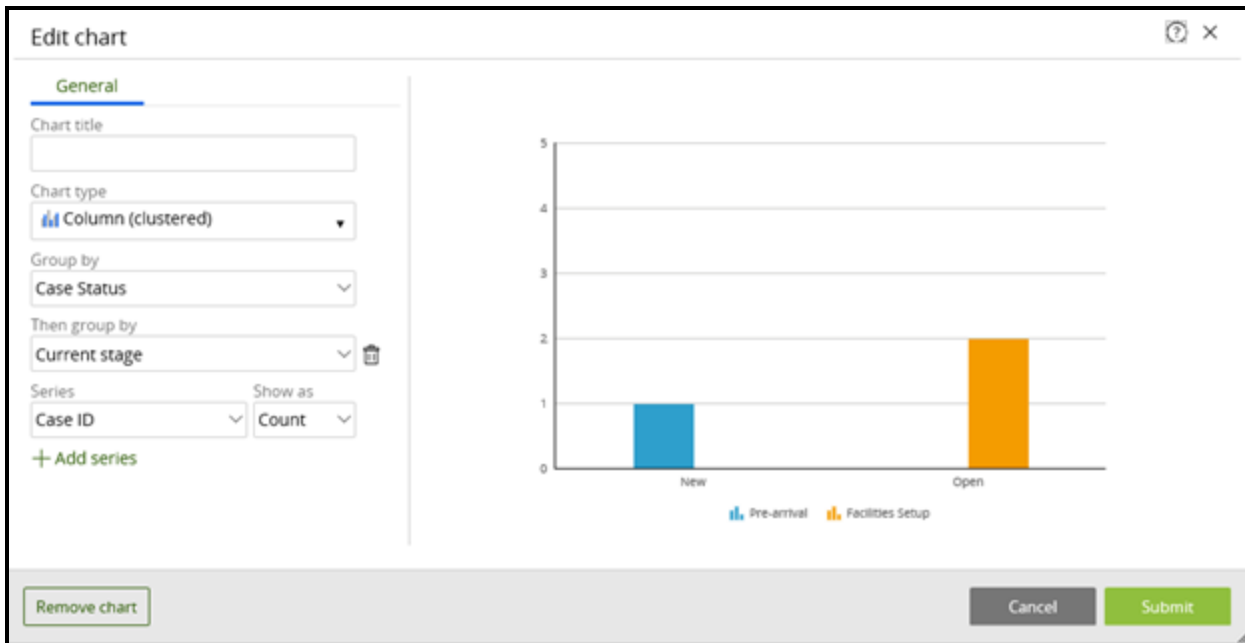 Edit chart
General
Chart title
Chart type
Column (clustered)
Group by
Case Status
Then group by
Current stage
Series Show as
Case ID Count
+ Add series
5
4
3
2
1
0
New Open
Pre-arrival Facilities Setup
Remove chart Cancel Submit